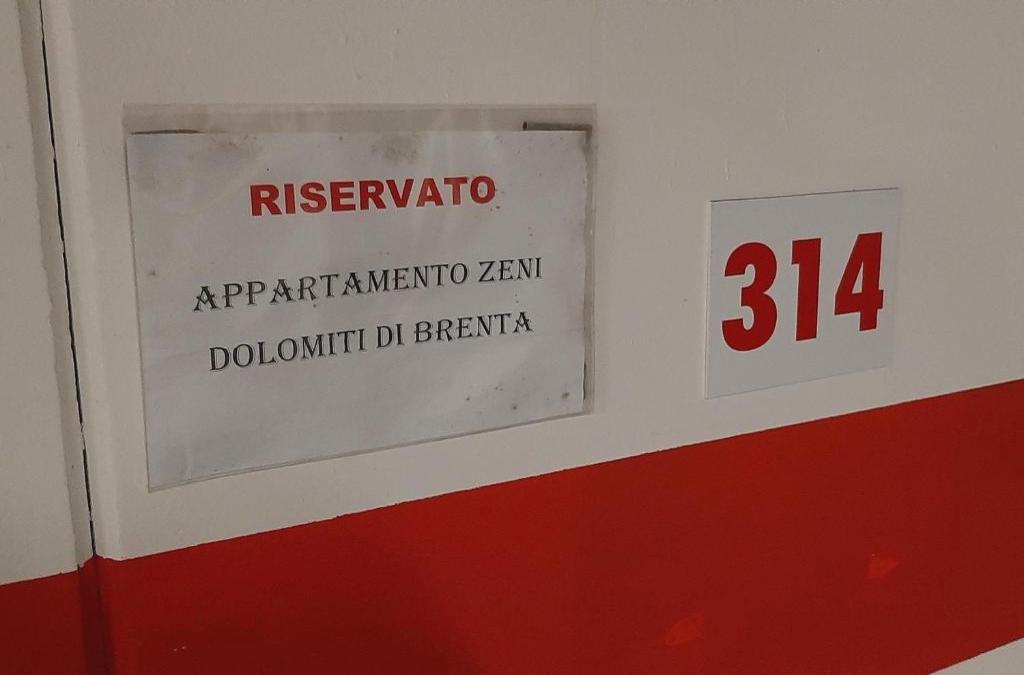 RISERVATO
APPARTAMENTO ZENI
DOLOMITI DI BRENTA
314